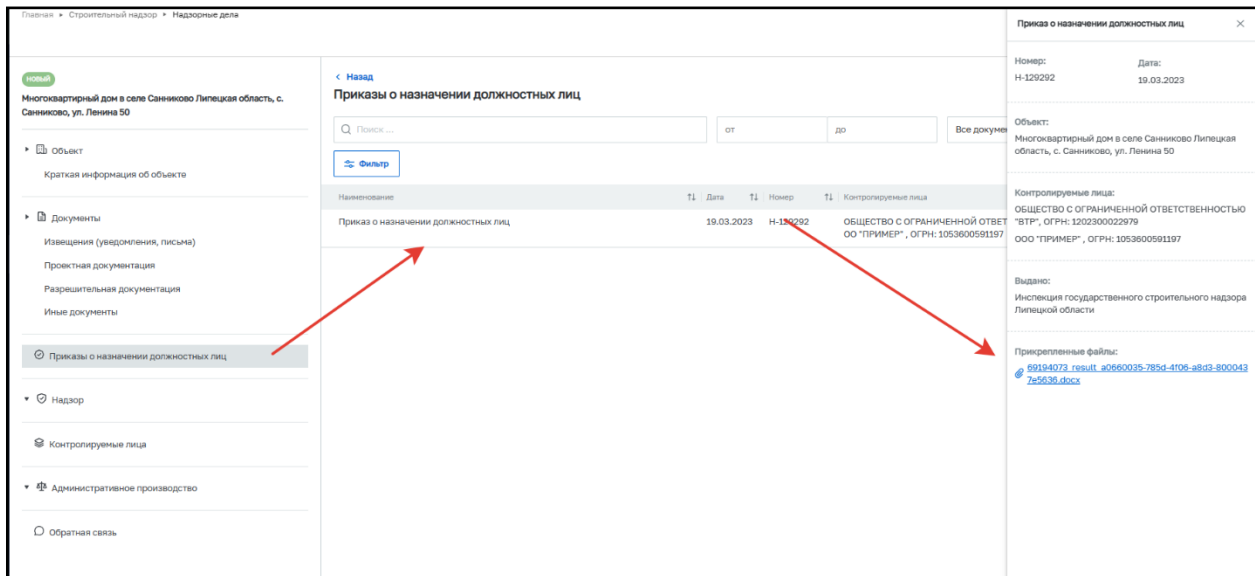 Главная ▸ Строительный надзор ▸ Надзорные дела
НОВЫЙ
Многоквартирный дом в селе Санниково Липецкая область, с.
Санниково, ул. Ленина 50
Объект
Краткая информация об объекте
Документы
Извещения (уведомления, письма)
Проектная документация
Разрешительная документация
Иные документы
Приказы о назначении должностных лиц
Надзор
Контролируемые лица
Административное производство
Обратная связь
Назад
Приказы о назначении должностных лиц
Поиск ... от до Все докумен
Фильтр
Наименование Дата Номер Контролируемые лица
Приказ о назначении должностных лиц 19.03.2023 Н-129292 ОБЩЕСТВО С ОГРАНИЧЕННОЙ ОТВЕТ
ОО "ПРИМЕР" , ОГРН: 1053600591197
Приказ о назначении должностных лиц
Номер: Дата:
Н-129292 19.03.2023
Объект:
Многоквартирный дом в селе Санниково Липецкая
область, с. Санниково, ул. Ленина 50
Контролируемые лица:
ОБЩЕСТВО С ОГРАНИЧЕННОЙ ОТВЕТСТВЕННОСТЬЮ
"ВТР", ОГРН: 1202300022979
ООО "ПРИМЕР" , ОГРН: 1053600591197
Выдано:
Инспекция государственного строительного надзора
Липецкой области
Прикрепленные файлы:
69194073_result_a0660035-785d-4f06-a8d3-800043
7e5636.docx